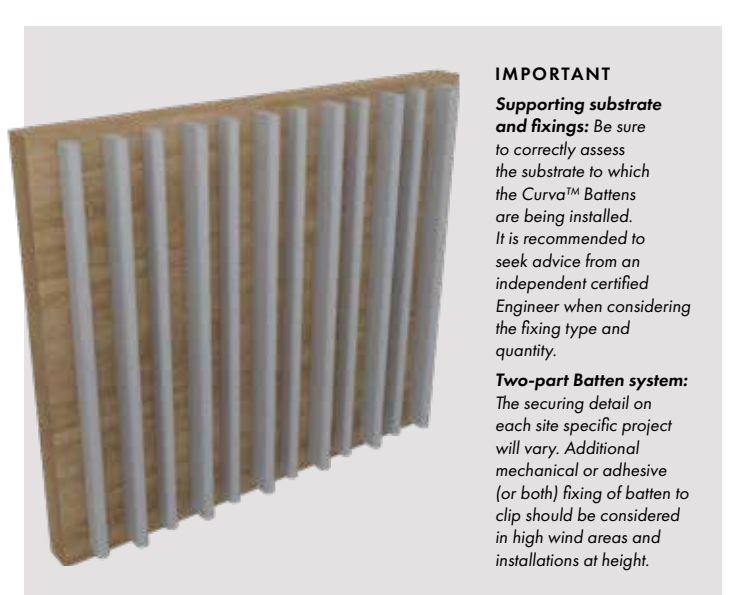 IMPORTANT
Supporting substrate
and fixings: Be sure
to correctly assess
the substrate to which
the Curva™ Battens
are being installed.
It is recommended to
seek advice from an
independent certified
Engineer when considering
the fixing type and
quantity.
Two-part Batten system:
The securing detail on
each site specific project
will vary. Additional
mechanical or adhesive
(or both) fixing of batten to
clip should be considered
in high wind areas and
installations at height.